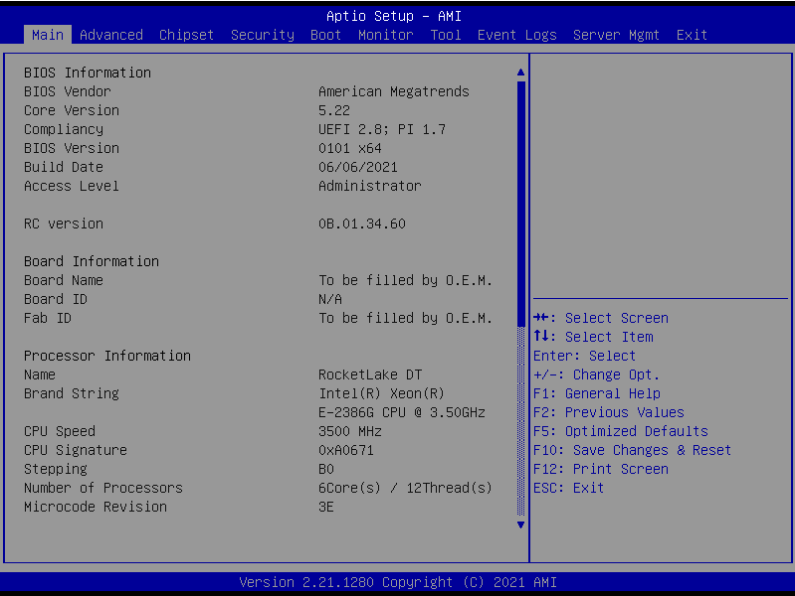 Aptio Setup – AMI
Main Advanced Chipset Security Boot Monitor Tool Event Logs Server Mgmt Exit
BIOS Information
BIOS Vendor American Megatrends
Core Version 5.22
Compliancy UEFI 2.8; PI 1.7
BIOS Version 0101 x64
Build Date 06/06/2021
Access Level Administrator
RC version 0B.01.34.60
Board Information
Board Name To be filled by O.E.M.
Board ID N/A
Fab ID To be filled by O.E.M.
Processor Information
Name RocketLake DT
Brand String Intel(R) Xeon(R)
E-2386G CPU @ 3.50GHz
CPU Speed 3500 MHz
CPU Signature 0xA0671
Stepping B0
Number of Processors 6Core(s) / 12Thread(s)
Microcode Revision 3E
→←: Select Screen
↑↓: Select Item
Enter: Select
+/-: Change Opt.
F1: General Help
F2: Previous Values
F5: Optimized Defaults
F10: Save Changes & Reset
F12: Print Screen
ESC: Exit
Version 2.21.1280 Copyright (C) 2021 AMI